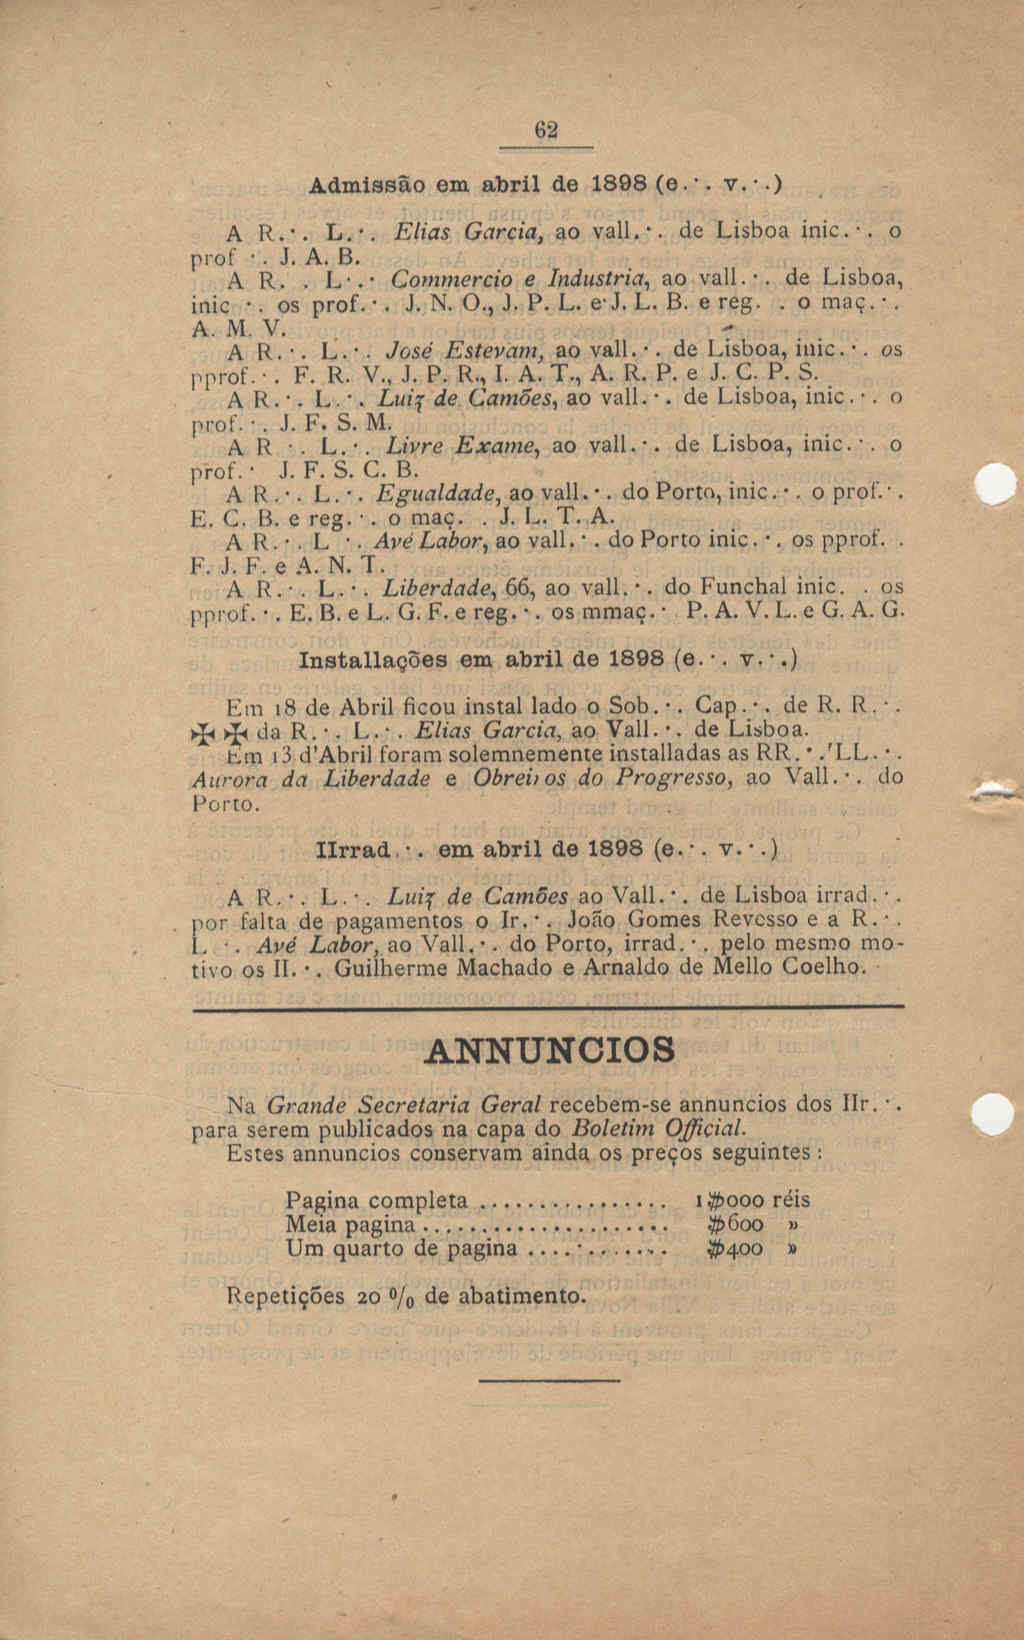 62
Admissão em abril de 1898 (e.·. v.·.)
A R.·. L.·. Elias Garcia, ao vall.·. de Lisboa inic.·. o
prof ·. J. A. B.
A R. . L·.· Commercio e Industria, ao vall.·. de Lisboa,
inic ·. os prof.·. J. N. O., J. P. L. e J. L. B. e reg. . o maç.·.
A. M. V.
A R.·. L.·. José Estevam, ao vall.·. de Lisboa, inic.·. os
pprof.·. F. R. V., J. P. R., I. A. T., A. R. P. e J. C. P. S.
A R.·. L.·. Luiz de Camões, ao vall.·. de Lisboa, inic.·. o
prof.·. J. F. S. M.
A R ·. L.·. Livre Exame, ao vall.·. de Lisboa, inic.·. o
prof.· J. F. S. C. B.
A R.·. L.·. Egualdade, ao vall.·. do Porto, inic.·. o prof.·.
E. C. B. e reg.·. o maç. . J. L. T. A.
A R.·. L ·. Avé Labor, ao vall.·. do Porto inic.·. os pprof. .
F. J. F. e A. N. T.
A R.·. L.·. Liberdade, 66, ao vall.·. do Funchal inic. . os
pprof.·. E. B. e L. G. F. e reg.·. os mmaç.· P. A. V. L. e G. A. G.
Installações em abril de 1898 (e.·. v.·.)
Em 18 de Abril ficou instal lado o Sob.·. Cap.·. de R. R.·.
✠ ✠ da R.·. L.·. Elias Garcia, ao Vall.·. de Lisboa.
Em 13 d'Abril foram solemnemente installadas as RR.·.'LL.·.
Aurora da Liberdade e Obreiros do Progresso, ao Vall.·. do
Porto.
IIrrad.·. em abril de 1898 (e.·. v.·.)
A R.·. L.·. Luiz de Camões ao Vall.·. de Lisboa irrad.·.
por falta de pagamentos o Ir.·. João Gomes Revesso e a R.·.
L ·. Avé Labor, ao Vall.·. do Porto, irrad.·. pelo mesmo mo-
tivo os II.·. Guilherme Machado e Arnaldo de Mello Coelho.
ANNUNCIOS
Na Grande Secretaria Geral recebem-se annuncios dos IIr.·.
para serem publicados na capa do Boletim Official.
Estes annuncios conservam ainda os preços seguintes:
Pagina completa ................ 1$000 réis
Meia pagina ..................... $600 »
Um quarto de pagina ............ $400 »
Repetições 20 % de abatimento.